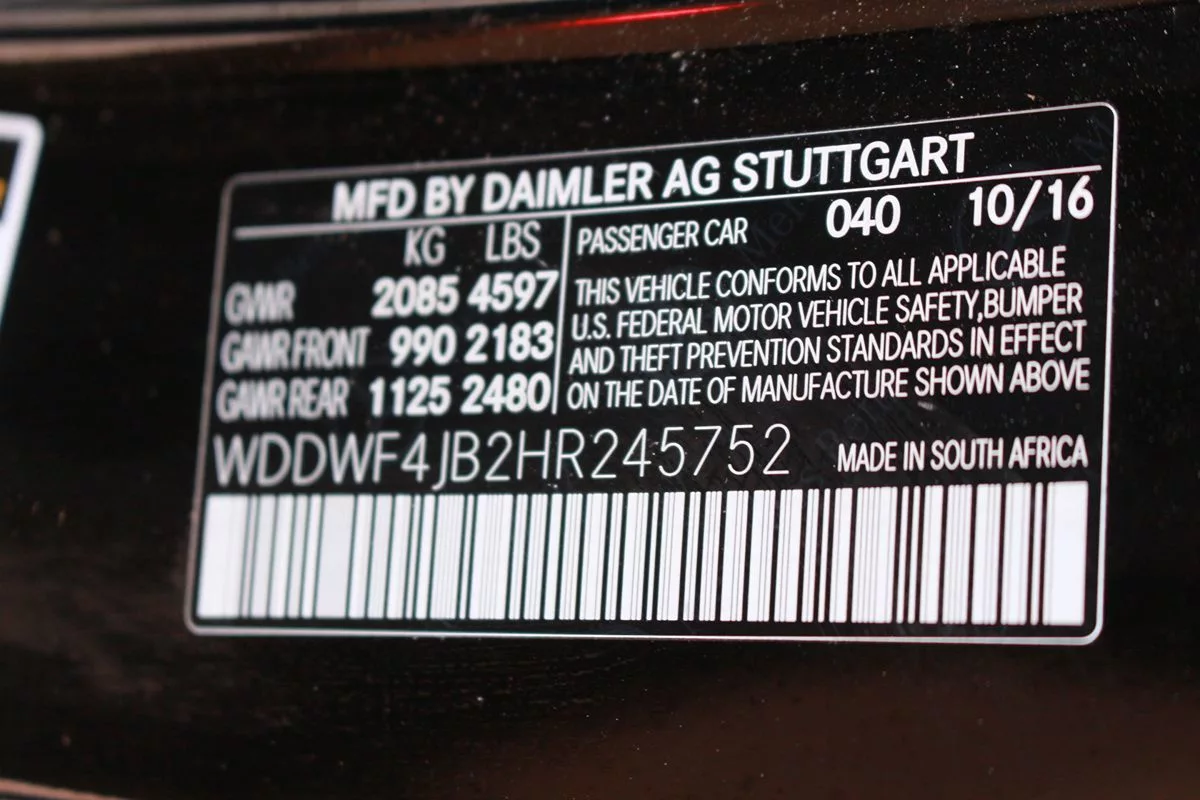 MFD BY DAIMLER AG STUTTGART
KG LBS
GVWR 2085 4597
GAWR FRONT 990 2183
GAWR REAR 1125 2480
PASSENGER CAR 040 10/16
THIS VEHICLE CONFORMS TO ALL APPLICABLE
U.S. FEDERAL MOTOR VEHICLE SAFETY,BUMPER
AND THEFT PREVENTION STANDARDS IN EFFECT
ON THE DATE OF MANUFACTURE SHOWN ABOVE
WDDWF4JB2HR245752 MADE IN SOUTH AFRICA